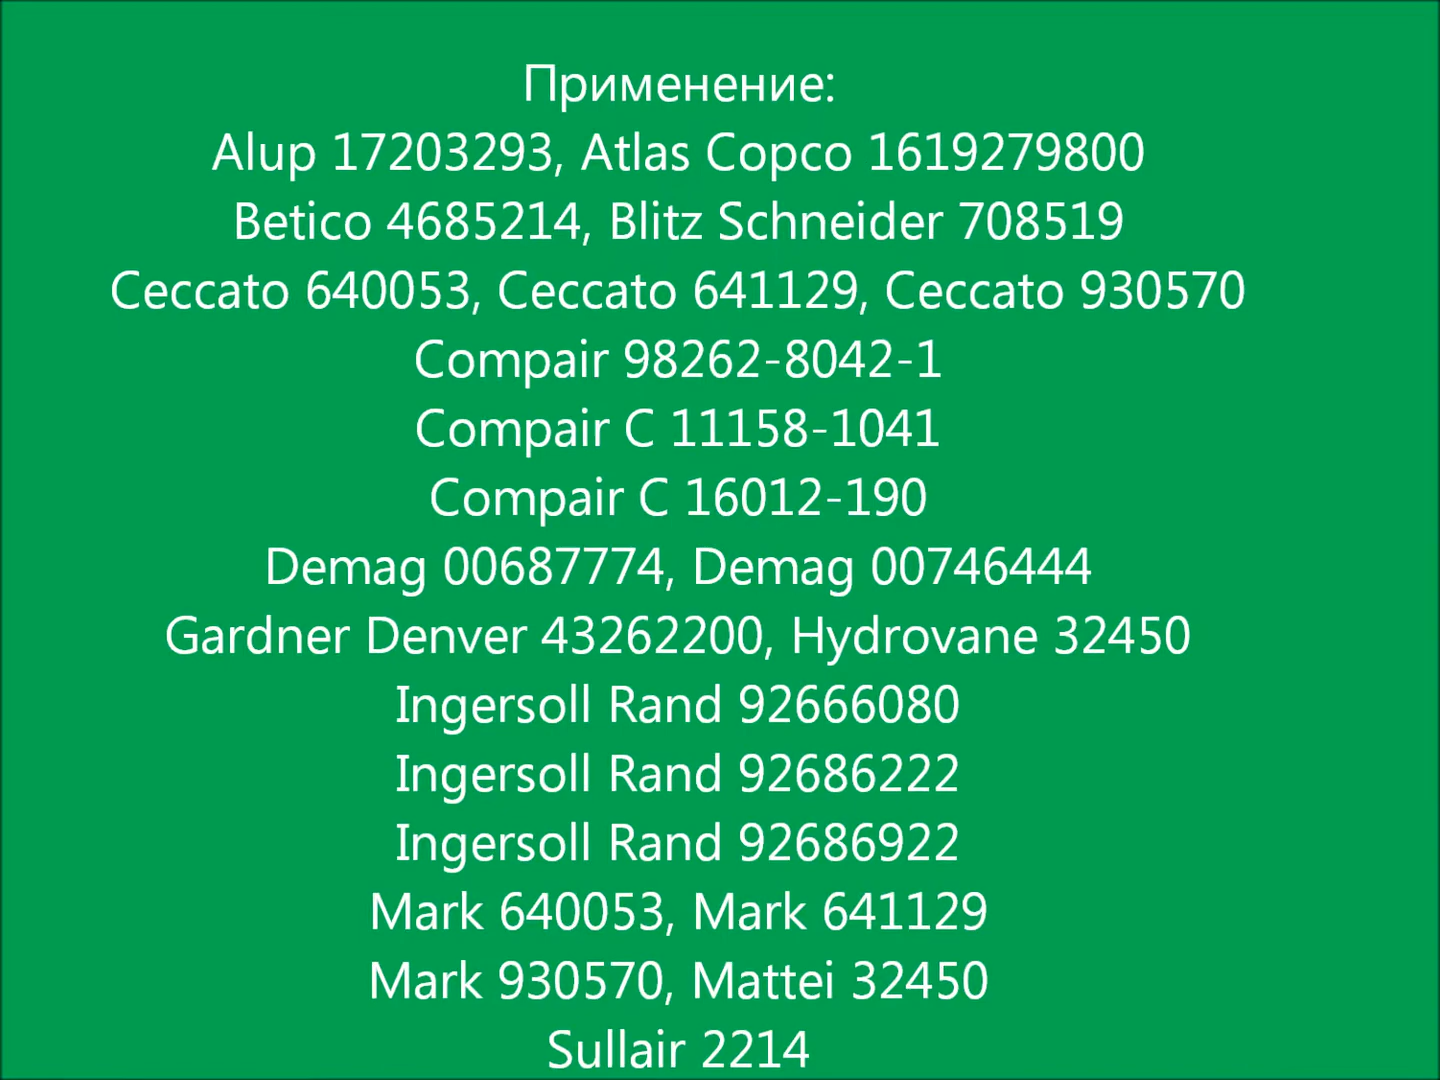 Применение:
Alup 17203293, Atlas Copco 1619279800
Betico 4685214, Blitz Schneider 708519
Ceccato 640053, Ceccato 641129, Ceccato 930570
Compair 98262-8042-1
Compair C 11158-1041
Compair C 16012-190
Demag 00687774, Demag 00746444
Gardner Denver 43262200, Hydrovane 32450
Ingersoll Rand 92666080
Ingersoll Rand 92686222
Ingersoll Rand 92686922
Mark 640053, Mark 641129
Mark 930570, Mattei 32450
Sullair 2214